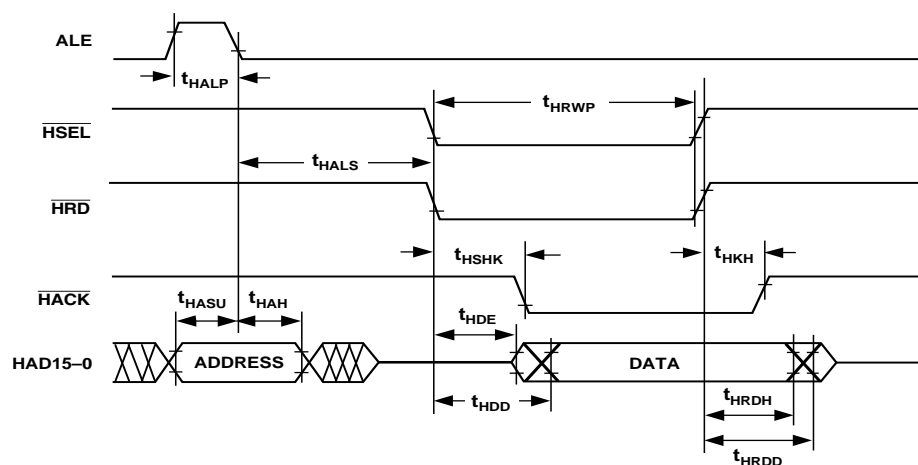 ALE
tHALP
HSEL
tHRWP
tHALS
HRD
tHSHK
tHKH
HACK
tHASU
tHAH
tHDE
HAD15–0
ADDRESS
DATA
tHDD
tHRDH
tHRDD